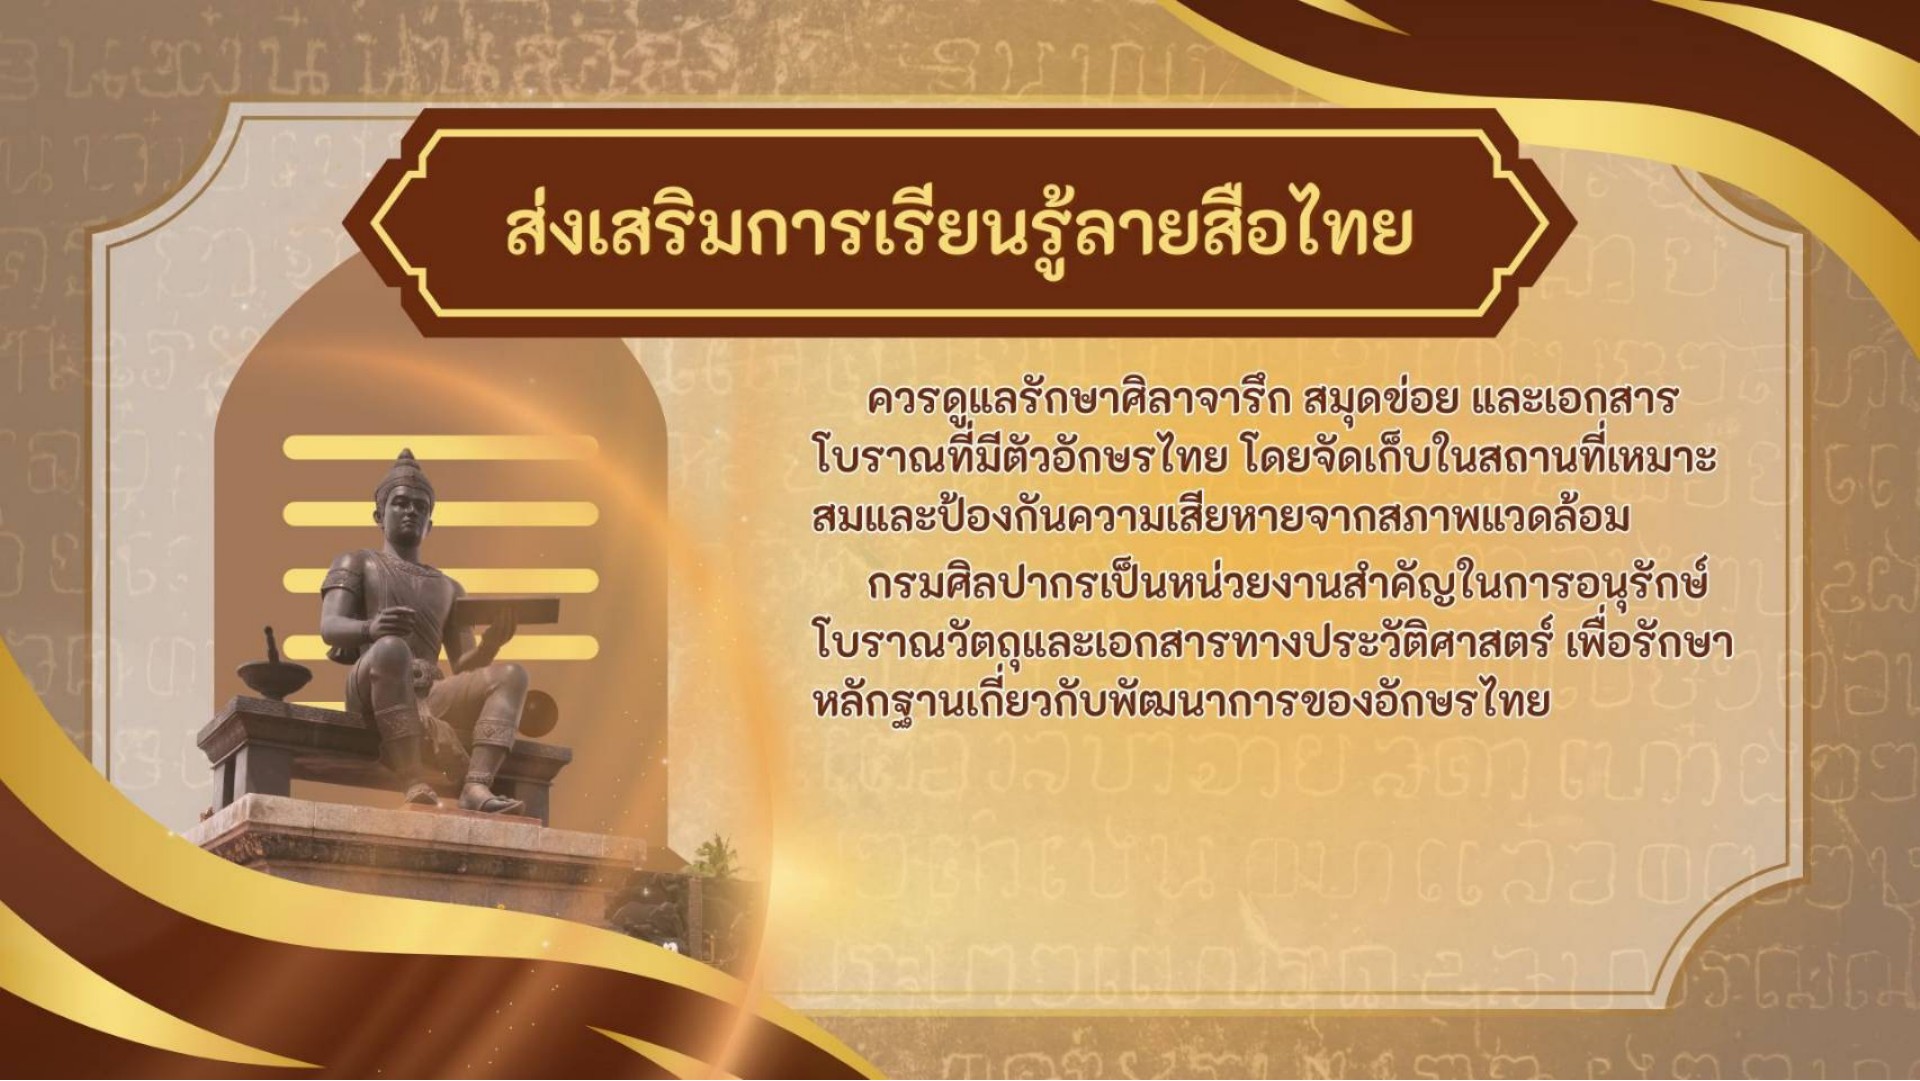 ส่งเสริมการเรียนรู้ลายสือไทย
ควรดูแลรักษาศิลาจารึก สมุดข่อย และเอกสาร
โบราณที่มีตัวอักษรไทย โดยจัดเก็บในสถานที่เหมาะ
สมและป้องกันความเสียหายจากสภาพแวดล้อม
กรมศิลปากรเป็นหน่วยงานสำคัญในการอนุรักษ์
โบราณวัตถุและเอกสารทางประวัติศาสตร์ เพื่อรักษา
หลักฐานเกี่ยวกับพัฒนาการของอักษรไทย